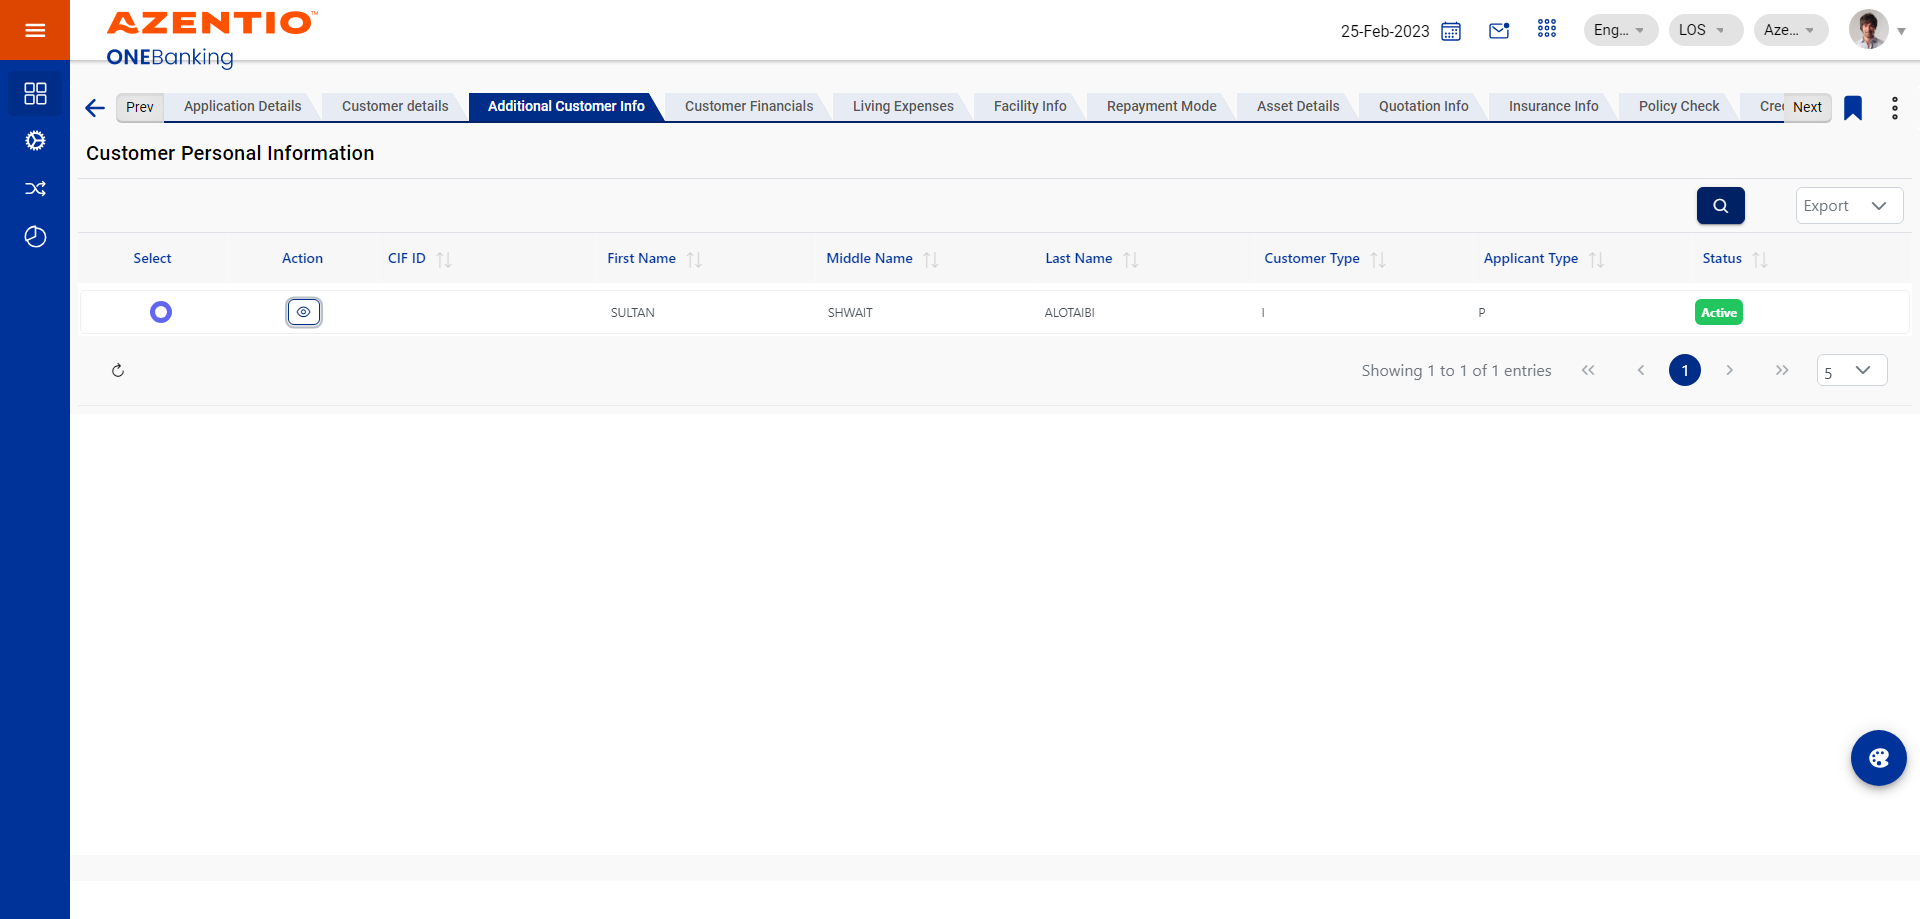 AZENTIO™
ONEBanking
25-Feb-2023
Eng...
LOS
Aze...
Prev
Application Details
Customer details
Additional Customer Info
Customer Financials
Living Expenses
Facility Info
Repayment Mode
Asset Details
Quotation Info
Insurance Info
Policy Check
Next
Customer Personal Information
Export
Select
Action
CIF ID
First Name
Middle Name
Last Name
Customer Type
Applicant Type
Status
SULTAN
SHWAIT
ALOTAIBI
I
P
Active
Showing 1 to 1 of 1 entries
1
5